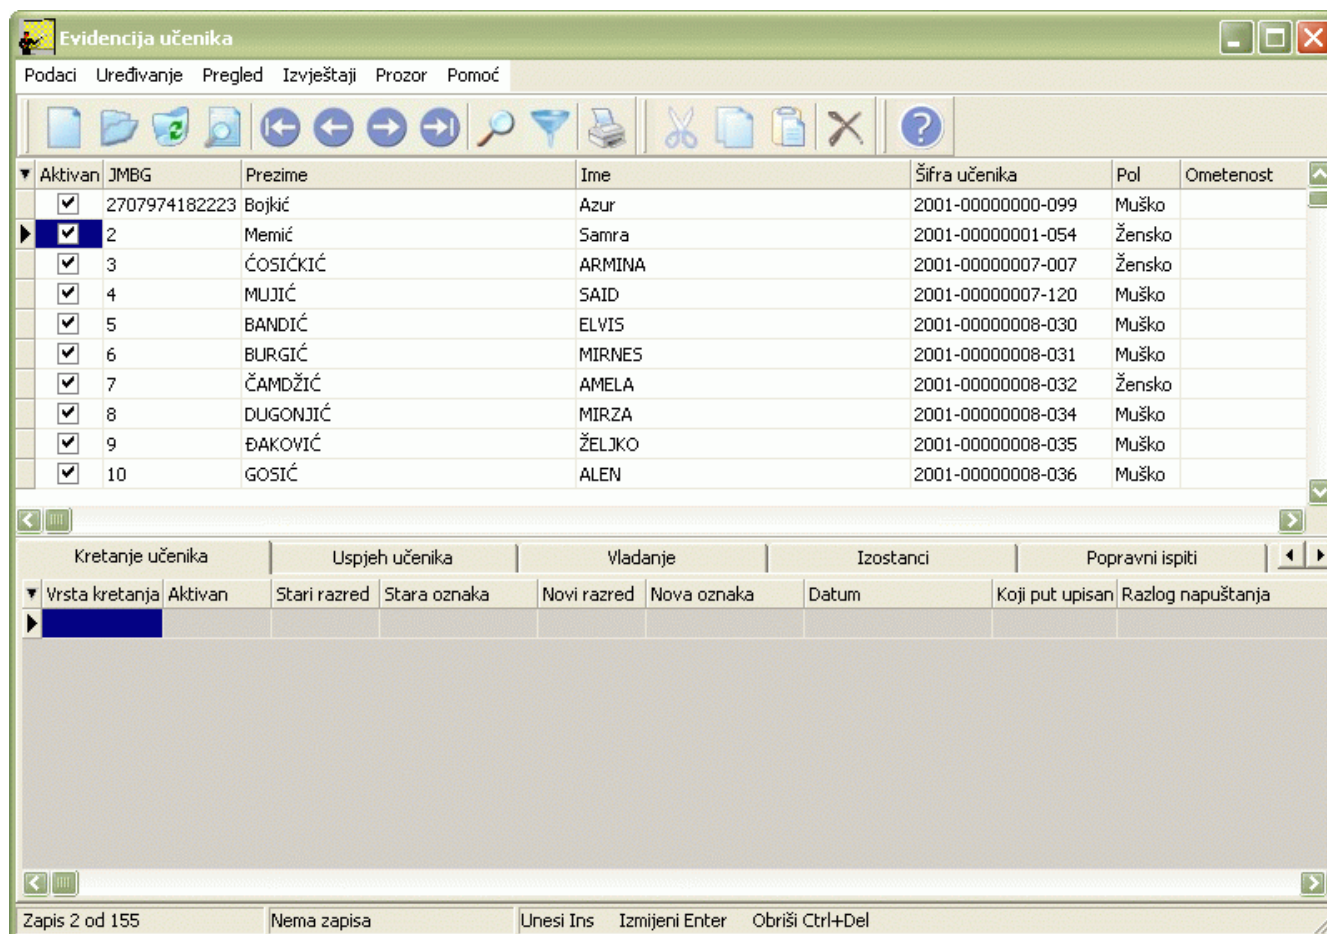 Evidencija učenika
Podaci Uređivanje Pregled Izvještaji Prozor Pomoć
Aktivan JMBG Prezime Ime Šifra učenika Pol Ometenost
2707974182223 Bojkić Azur 2001-00000000-099 Muško
2 Memić Samra 2001-00000001-054 Žensko
3 ĆOSIĆKIĆ ARMINA 2001-00000007-007 Žensko
4 MUJIĆ SAID 2001-00000007-120 Muško
5 BANDIĆ ELVIS 2001-00000008-030 Muško
6 BURGIĆ MIRNES 2001-00000008-031 Muško
7 ČAMDŽIĆ AMELA 2001-00000008-032 Žensko
8 DUGONJIĆ MIRZA 2001-00000008-034 Muško
9 ĐAKOVIĆ ŽELJKO 2001-00000008-035 Muško
10 GOSIĆ ALEN 2001-00000008-036 Muško
Kretanje učenika Uspjeh učenika Vladanje Izostanci Popravni ispiti
Vrsta kretanja Aktivan Stari razred Stara oznaka Novi razred Nova oznaka Datum Koji put upisan Razlog napuštanja
Zapis 2 od 155 Nema zapisa Unesi Ins Izmijeni Enter Obriši Ctrl+Del